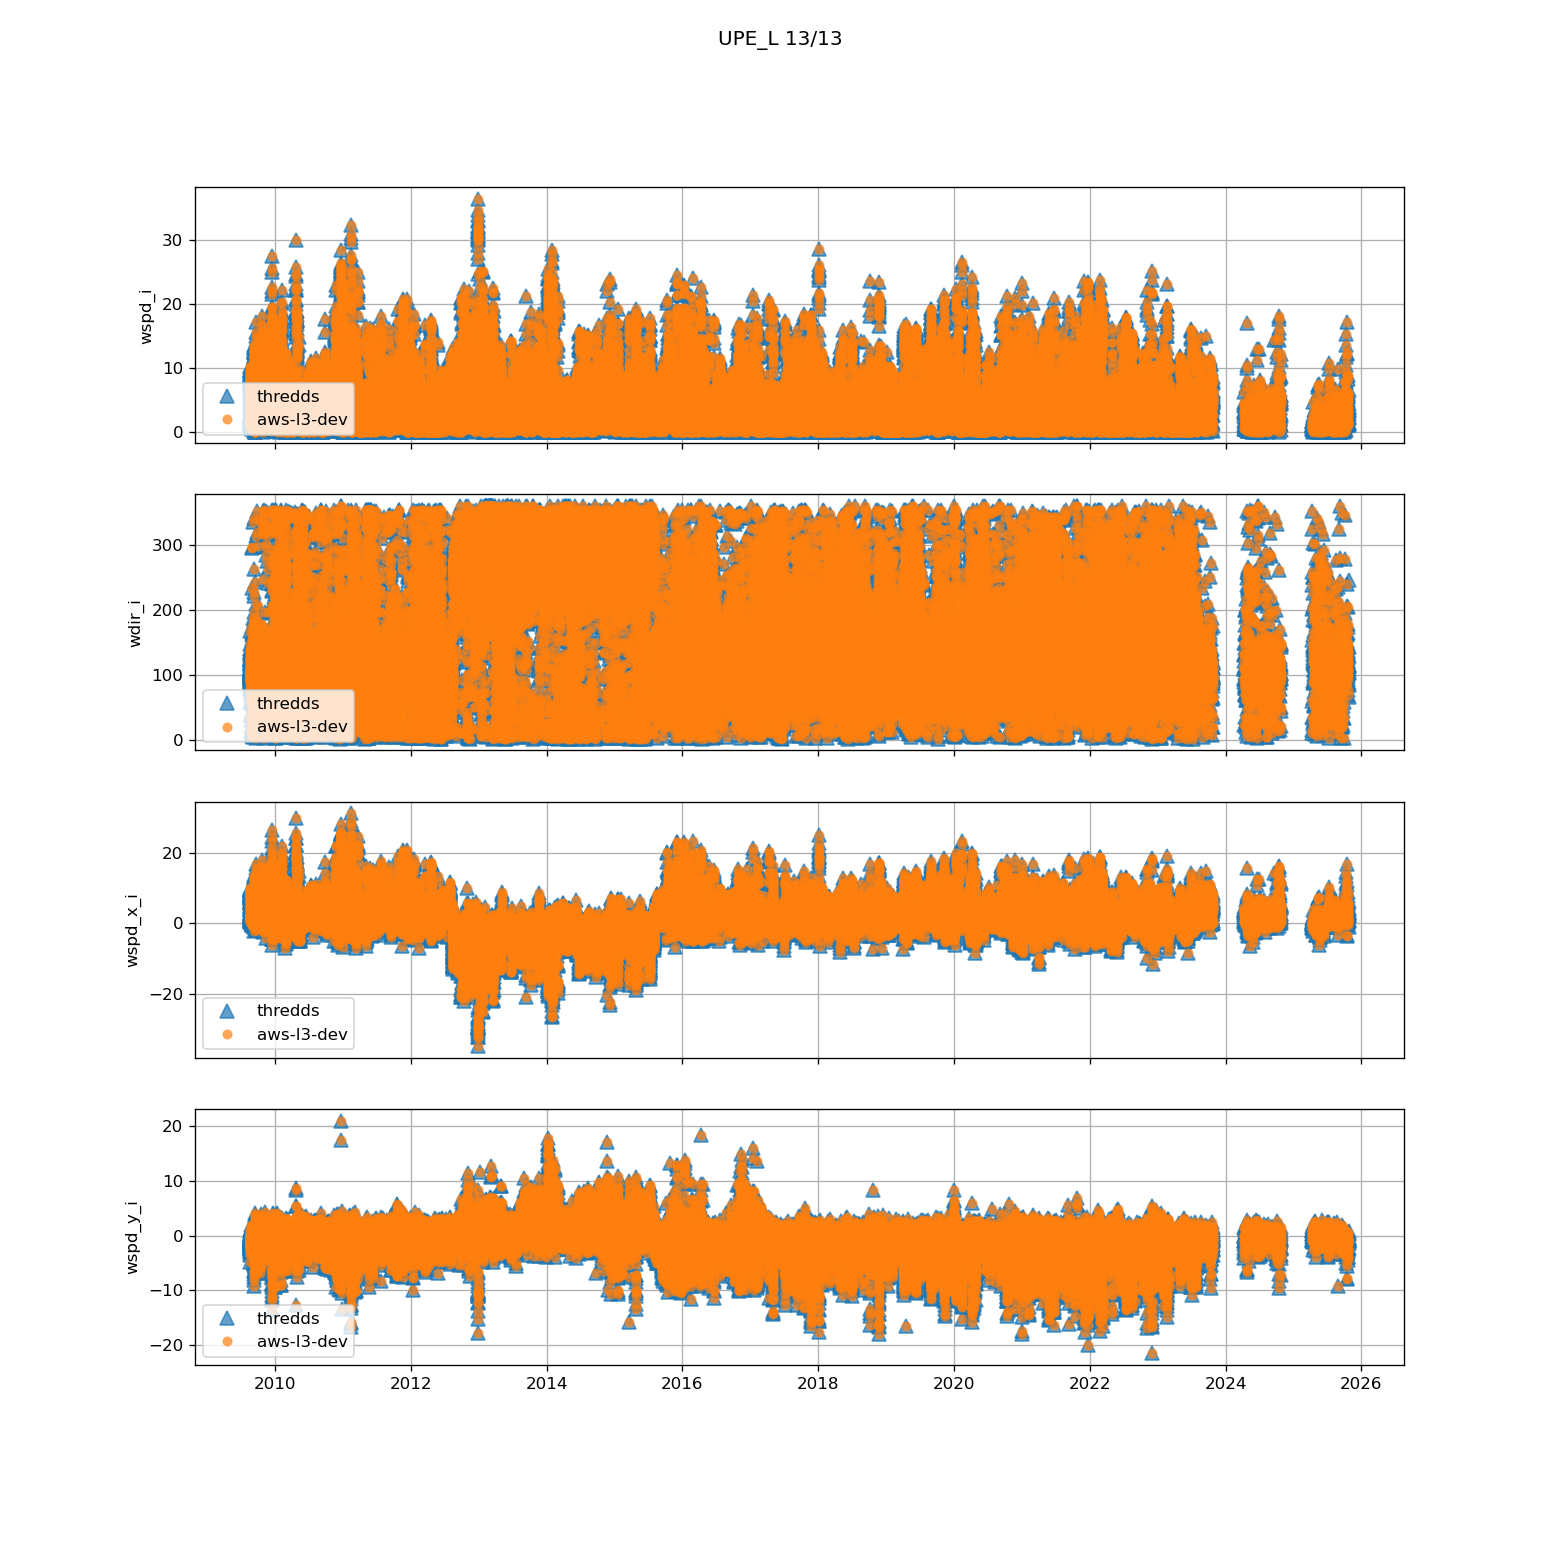 UPE_L 13/13
wspd_i
30
20
10
0
thredds
aws-l3-dev
wdir_i
300
200
100
0
thredds
aws-l3-dev
wspd_x_i
20
0
−20
thredds
aws-l3-dev
wspd_y_i
20
10
0
−10
−20
thredds
aws-l3-dev
2010 2012 2014 2016 2018 2020 2022 2024 2026